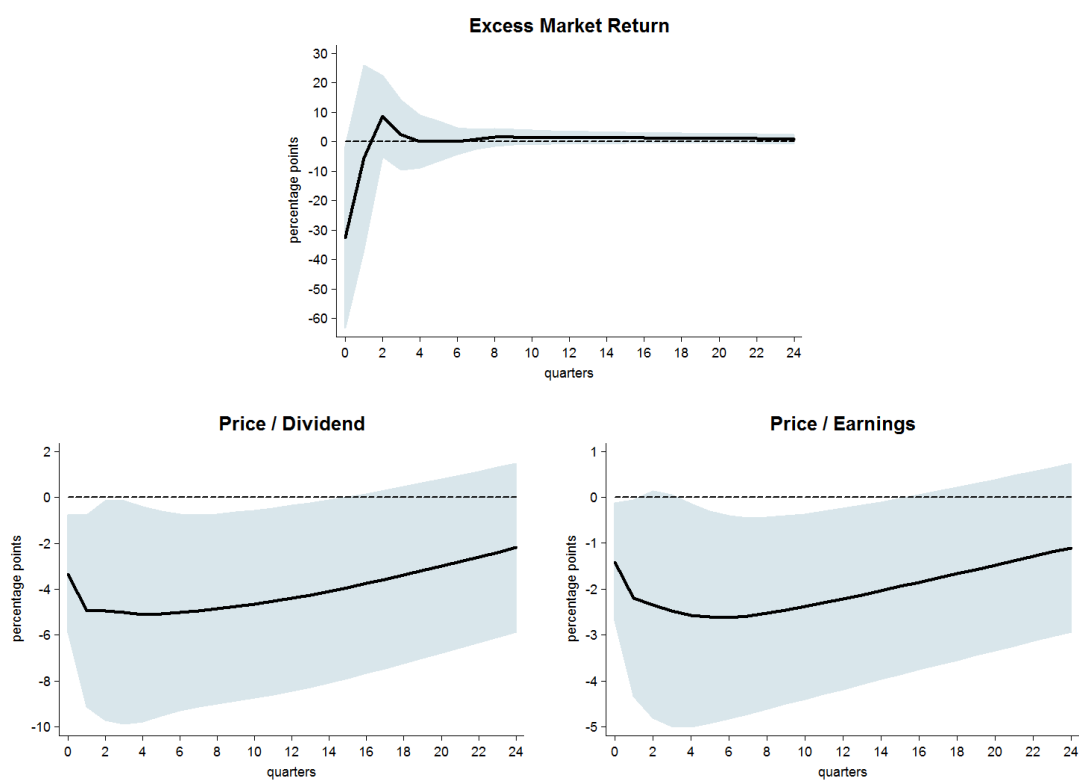 Excess Market Return
percentage points
30
20
10
0
-10
-20
-30
-40
-50
-60
0 2 4 6 8 10 12 14 16 18 20 22 24
quarters
Price / Dividend
percentage points
2
0
-2
-4
-6
-8
-10
0 2 4 6 8 10 12 14 16 18 20 22 24
quarters
Price / Earnings
percentage points
1
0
-1
-2
-3
-4
-5
0 2 4 6 8 10 12 14 16 18 20 22 24
quarters